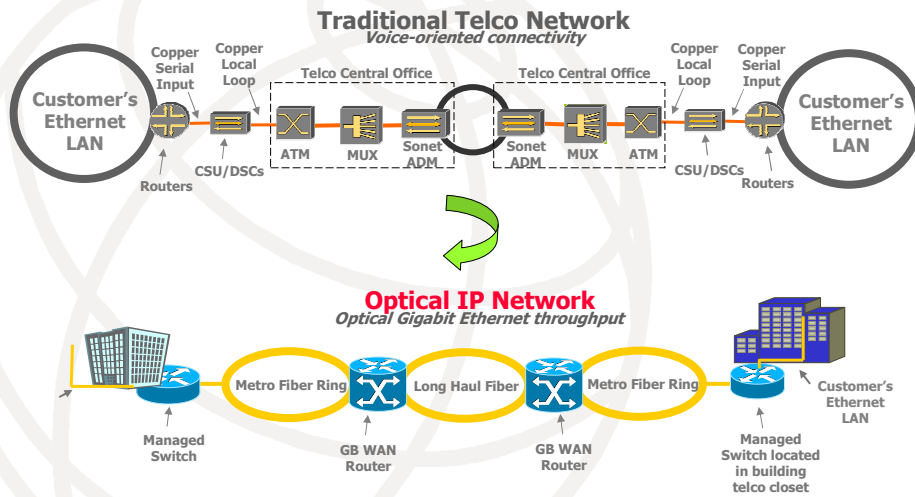 Traditional Telco Network
Voice-oriented connectivity
Copper
Serial
Input
Copper
Local
Loop
Telco Central Office
Telco Central Office
Copper
Local
Loop
Copper
Serial
Input
Customer's
Ethernet
LAN
Customer's
Ethernet
LAN
Routers
CSU/DSCs
ATM
MUX
Sonet
ADM
Sonet
ADM
MUX
ATM
CSU/DSCs
Routers
Optical IP Network
Optical Gigabit Ethernet throughput
Metro Fiber Ring
Long Haul Fiber
Metro Fiber Ring
Customer's
Ethernet
LAN
Managed
Switch
GB WAN
Router
GB WAN
Router
Managed
Switch located
in building
telco closet